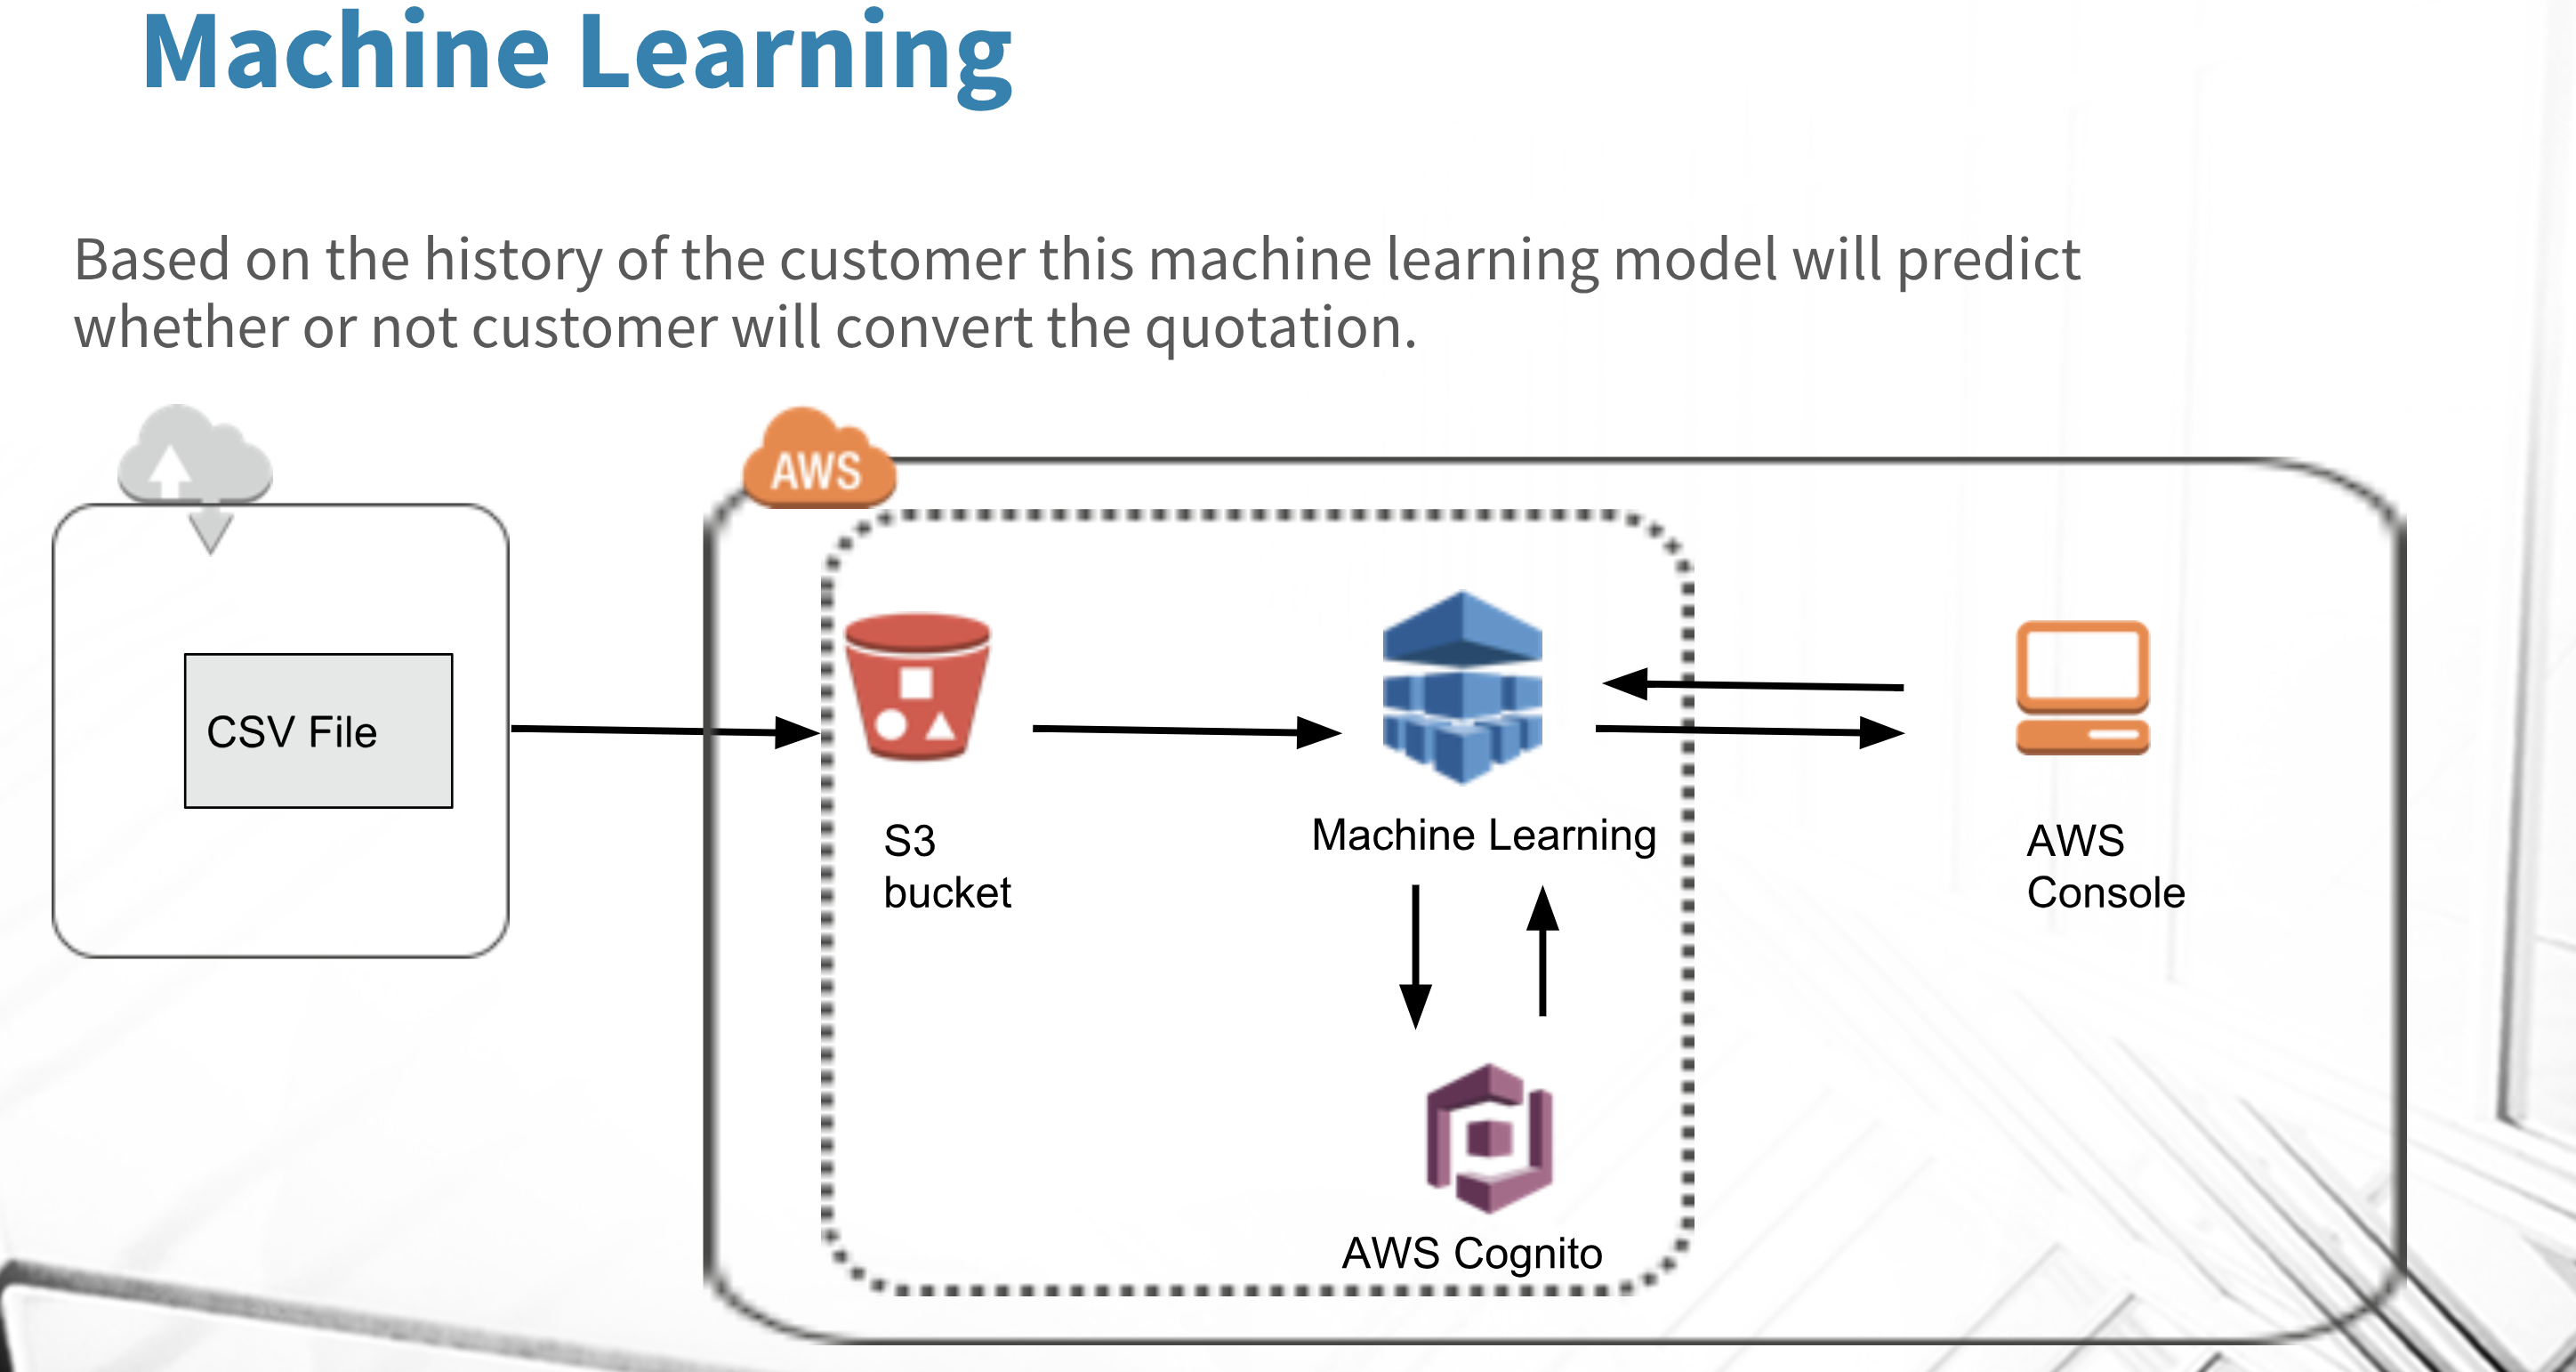 Machine Learning
Based on the history of the customer this machine learning model will predict
whether or not customer will convert the quotation.
AWS
CSV File
S3
bucket
Machine Learning
AWS
Console
AWS Cognito